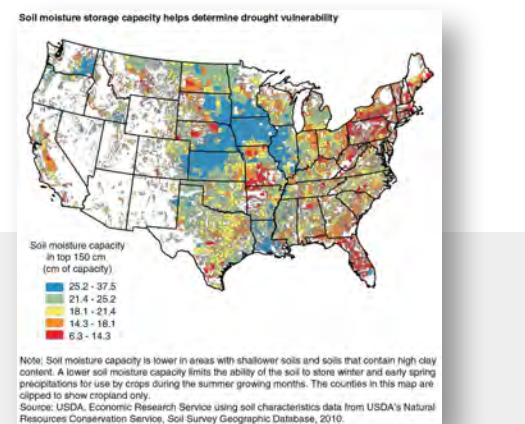 Soil moisture storage capacity helps determine drought vulnerability
Soil moisture capacity
in top 150 cm
(cm of capacity)
25.2 - 37.5
21.4 - 25.2
18.1 - 21.4
14.3 - 18.1
6.3 - 14.3
Note: Soil moisture capacity is lower in areas with shallower soils and soils that contain high clay
content. A lower soil moisture capacity limits the ability of the soil to store winter and early spring
precipitations for use by crops during the summer growing months. The counties in this map are
clipped to show cropland only.
Source: USDA, Economic Research Service using soil characteristics data from USDA's Natural
Resources Conservation Service, Soil Survey Geographic Database, 2010.